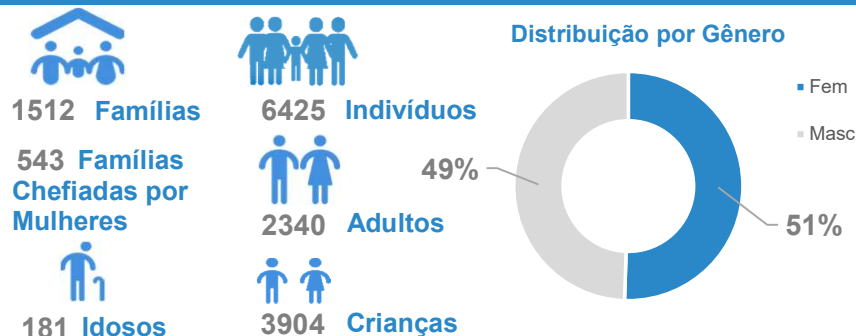 1512 Famílias
543 Famílias
Chefiadas por
Mulheres
181 Idosos
6425 Indivíduos
2340 Adultos
3904 Crianças
Distribuição por Gênero
Fem
Masc
49%
51%